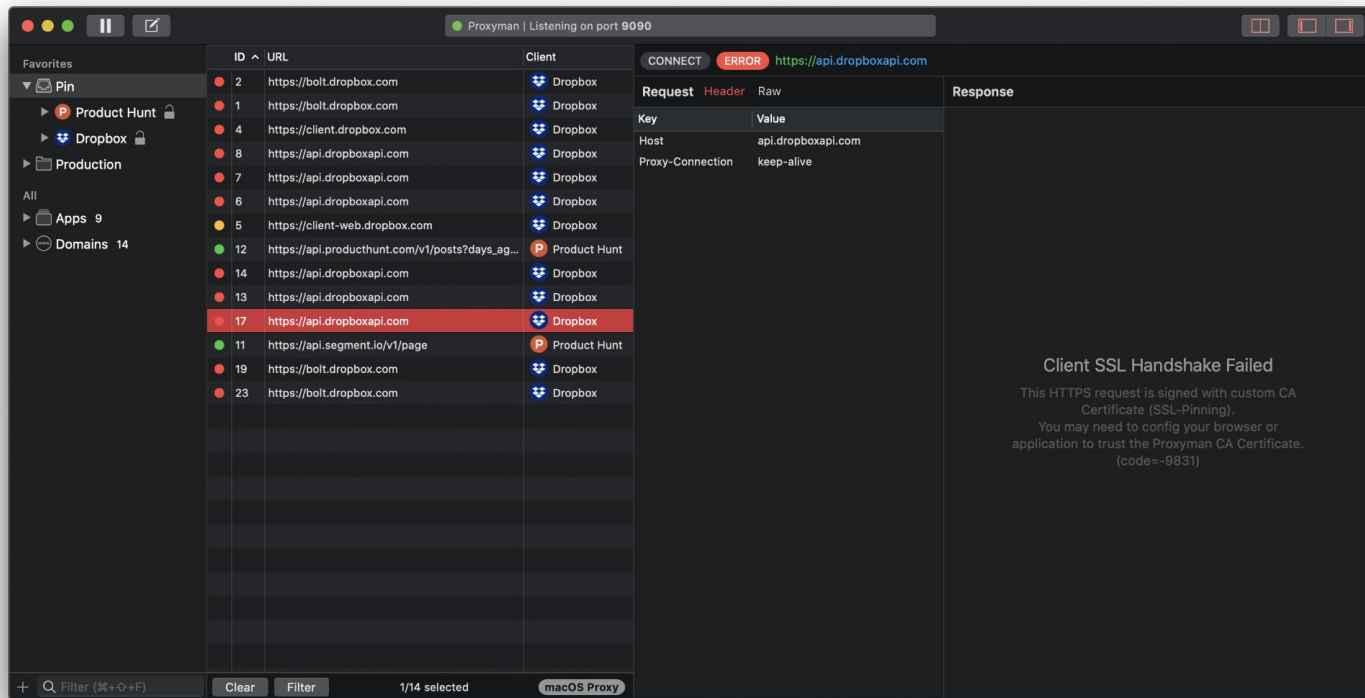 Proxyman | Listening on port 9090
Favorites
Pin
Product Hunt
Dropbox
Production
All
Apps 9
Domains 14
Filter (⌘+⇧+F)
ID URL Client
2 https://bolt.dropbox.com Dropbox
1 https://bolt.dropbox.com Dropbox
4 https://client.dropbox.com Dropbox
8 https://api.dropboxapi.com Dropbox
7 https://api.dropboxapi.com Dropbox
6 https://api.dropboxapi.com Dropbox
5 https://client-web.dropbox.com Dropbox
12 https://api.producthunt.com/v1/posts?days_ag... P Product Hunt
14 https://api.dropboxapi.com Dropbox
13 https://api.dropboxapi.com Dropbox
17 https://api.dropboxapi.com Dropbox
11 https://api.segment.io/v1/page P Product Hunt
19 https://bolt.dropbox.com Dropbox
23 https://bolt.dropbox.com Dropbox
Clear Filter 1/14 selected macOS Proxy
CONNECT ERROR https://api.dropboxapi.com
Request Header Raw
Key Value
Host api.dropboxapi.com
Proxy-Connection keep-alive
Response
Client SSL Handshake Failed
This HTTPS request is signed with custom CA
Certificate (SSL-Pinning).
You may need to config your browser or
application to trust the Proxyman CA Certificate.
(code=-9831)